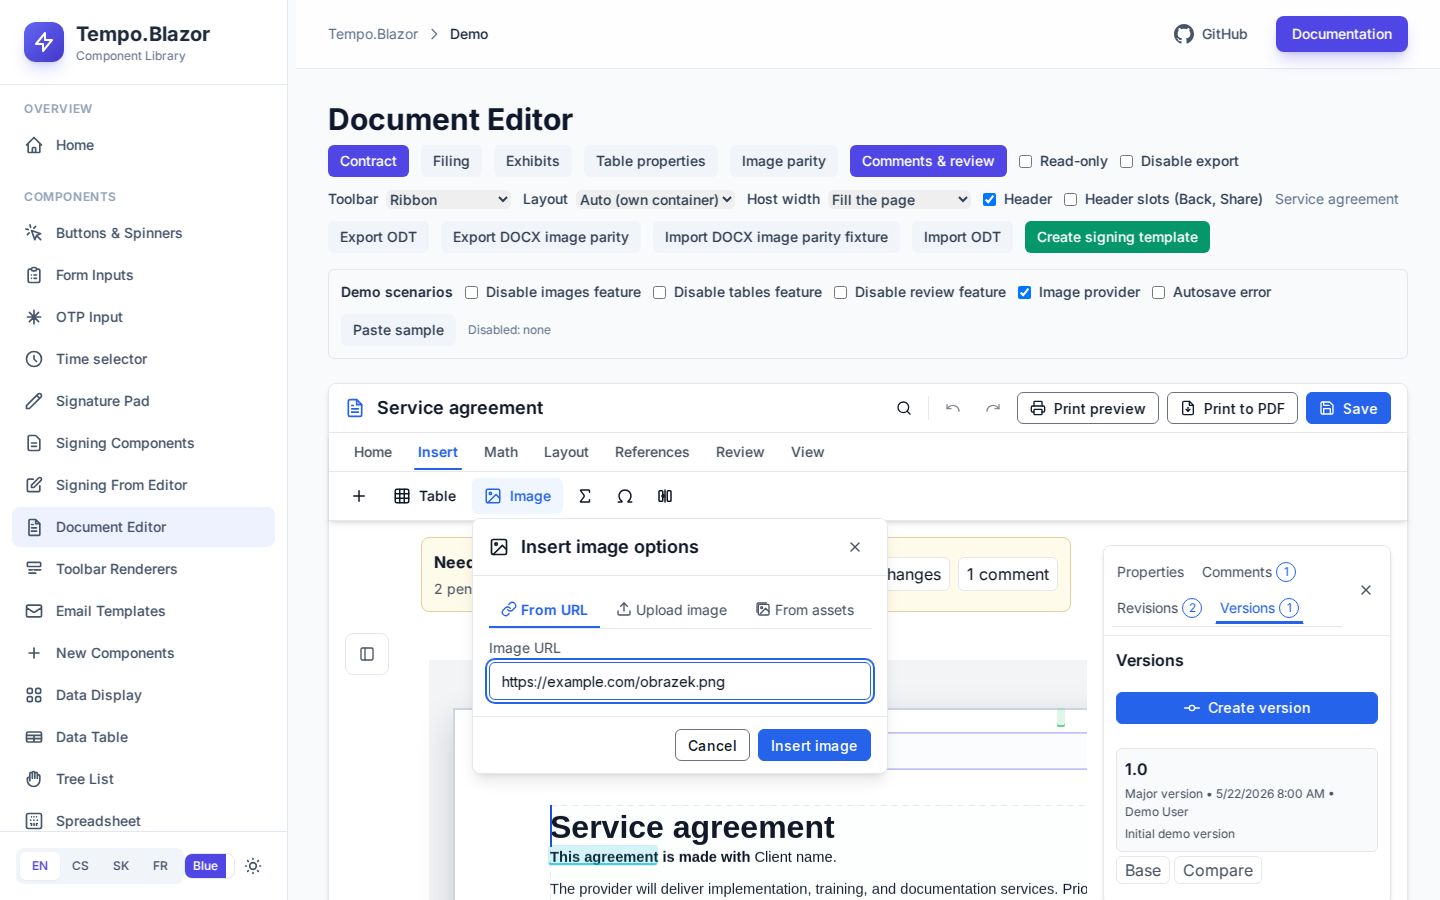 Tempo.Blazor
Component Library
OVERVIEW
Home
COMPONENTS
Buttons & Spinners
Form Inputs
OTP Input
Time selector
Signature Pad
Signing Components
Signing From Editor
Document Editor
Toolbar Renderers
Email Templates
New Components
Data Display
Data Table
Tree List
Spreadsheet
EN CS SK FR Blue
Tempo.Blazor > Demo
GitHub Documentation
Document Editor
Contract Filing Exhibits Table properties Image parity Comments & review Read-only Disable export
Toolbar Ribbon Layout Auto (own container) Host width Fill the page Header Header slots (Back, Share) Service agreement
Export ODT Export DOCX image parity Import DOCX image parity fixture Import ODT Create signing template
Demo scenarios Disable images feature Disable tables feature Disable review feature Image provider Autosave error
Paste sample Disabled: none
Service agreement Print preview Print to PDF Save
Home Insert Math Layout References Review View
Table Image Σ Ω
Insert image options
From URL Upload image From assets
Image URL
https://example.com/obrazek.png
Cancel Insert image
1 comment
Service agreement
This agreement is made with Client name.
The provider will deliver implementation, training, and documentation services.
Properties Comments 1
Revisions 2 Versions 1
Versions
Create version
1.0
Major version • 5/22/2026 8:00 AM •
Demo User
Initial demo version
Base Compare